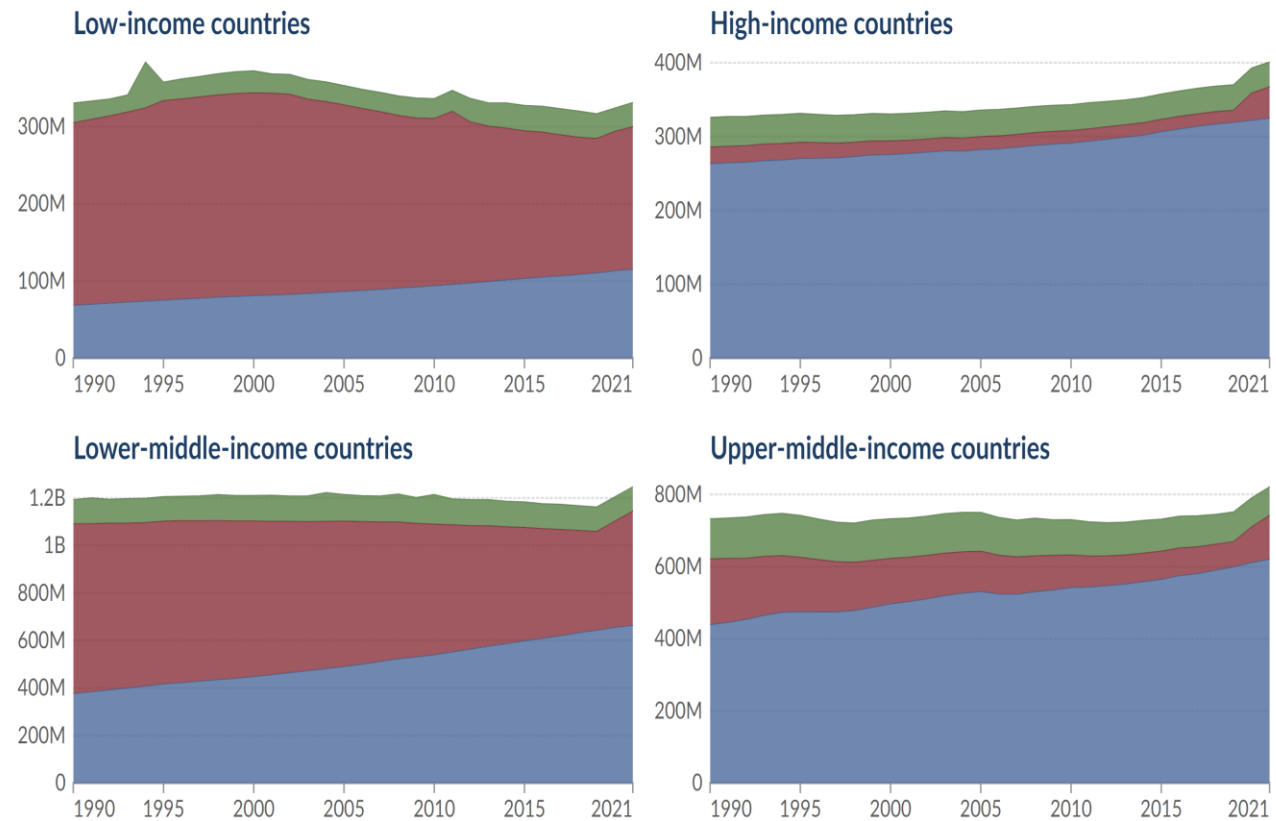 Low-income countries
300M
200M
100M
0
1990 1995 2000 2005 2010 2015 2021
High-income countries
400M
300M
200M
100M
0
1990 1995 2000 2005 2010 2015 2021
Lower-middle-income countries
1.2B
1B
800M
600M
400M
200M
0
1990 1995 2000 2005 2010 2015 2021
Upper-middle-income countries
800M
600M
400M
200M
0
1990 1995 2000 2005 2010 2015 2021